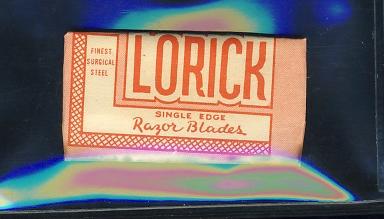 FINEST
SURGICAL
STEEL
LORICK
SINGLE EDGE
Razor Blades